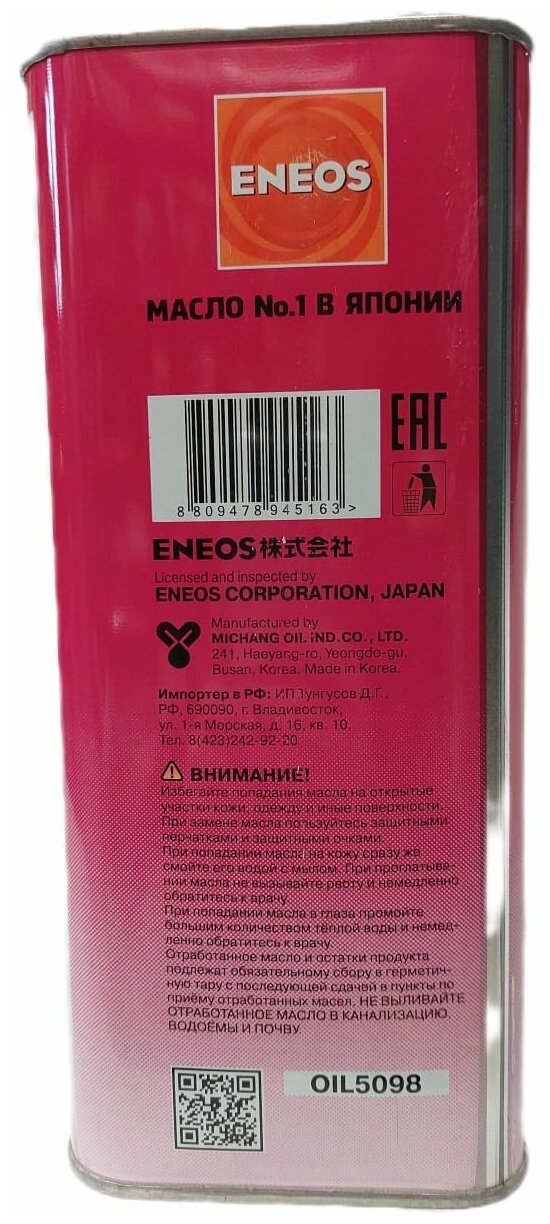 ENEOS
МАСЛО No.1 В ЯПОНИИ
EAC
8 809478 945163 >
ENEOS株式会社
Licensed and inspected by
ENEOS CORPORATION, JAPAN
Manufactured by
MICHANG OIL IND.CO., LTD.
241, Haeyang-ro, Yeongdo-gu,
Busan, Korea. Made in Korea.
Импортер в РФ: ИП Тунгусов Д.Г.,
РФ, 690090, г. Владивосток,
ул. 1-я Морская, д. 16, кв. 10.
Тел. 8(423)242-92-20
ВНИМАНИЕ!
Избегайте попадания масла на открытые
участки кожи, одежду и иные поверхности.
При замене масла пользуйтесь защитными
перчатками и защитными очками.
При попадании масла на кожу сразу же
смойте его водой с мылом. При проглатыве-
нии масла не вызывайте рвоту и немедленно
обратитесь к врачу.
При попадании масла в глаза промойте
большим количеством тёплой воды и немед-
ленно обратитесь к врачу.
Отработанное масло и остатки продукта
подлежат обязательному сбору в герметич-
ную тару с последующей сдачей в пункты по
приёму отработанных масел. НЕ ВЫЛИВАЙТЕ
ОТРАБОТАННОЕ МАСЛО В КАНАЛИЗАЦИЮ,
ВОДОЁМЫ И ПОЧВУ
OIL5098